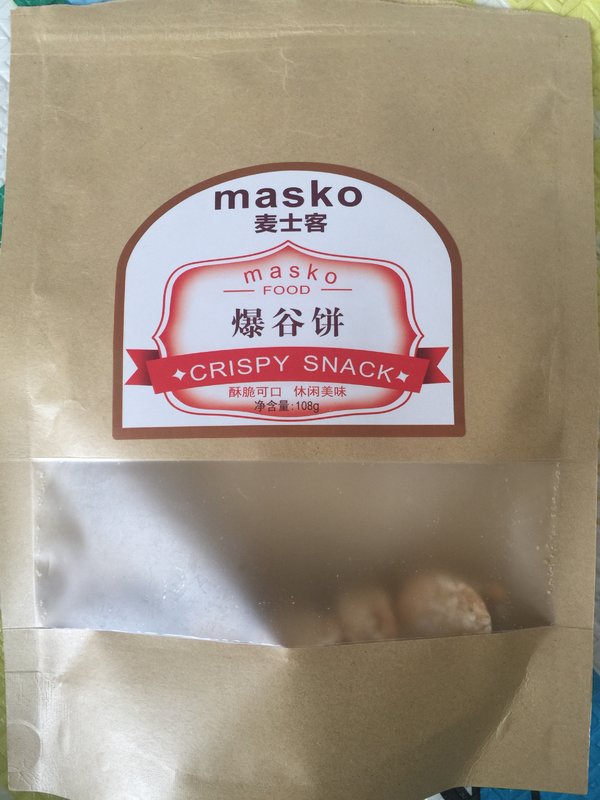 masko
麦士客
masko
FOOD
爆谷饼
CRISPY SNACK
酥脆可口 休闲美味
净含量:108g